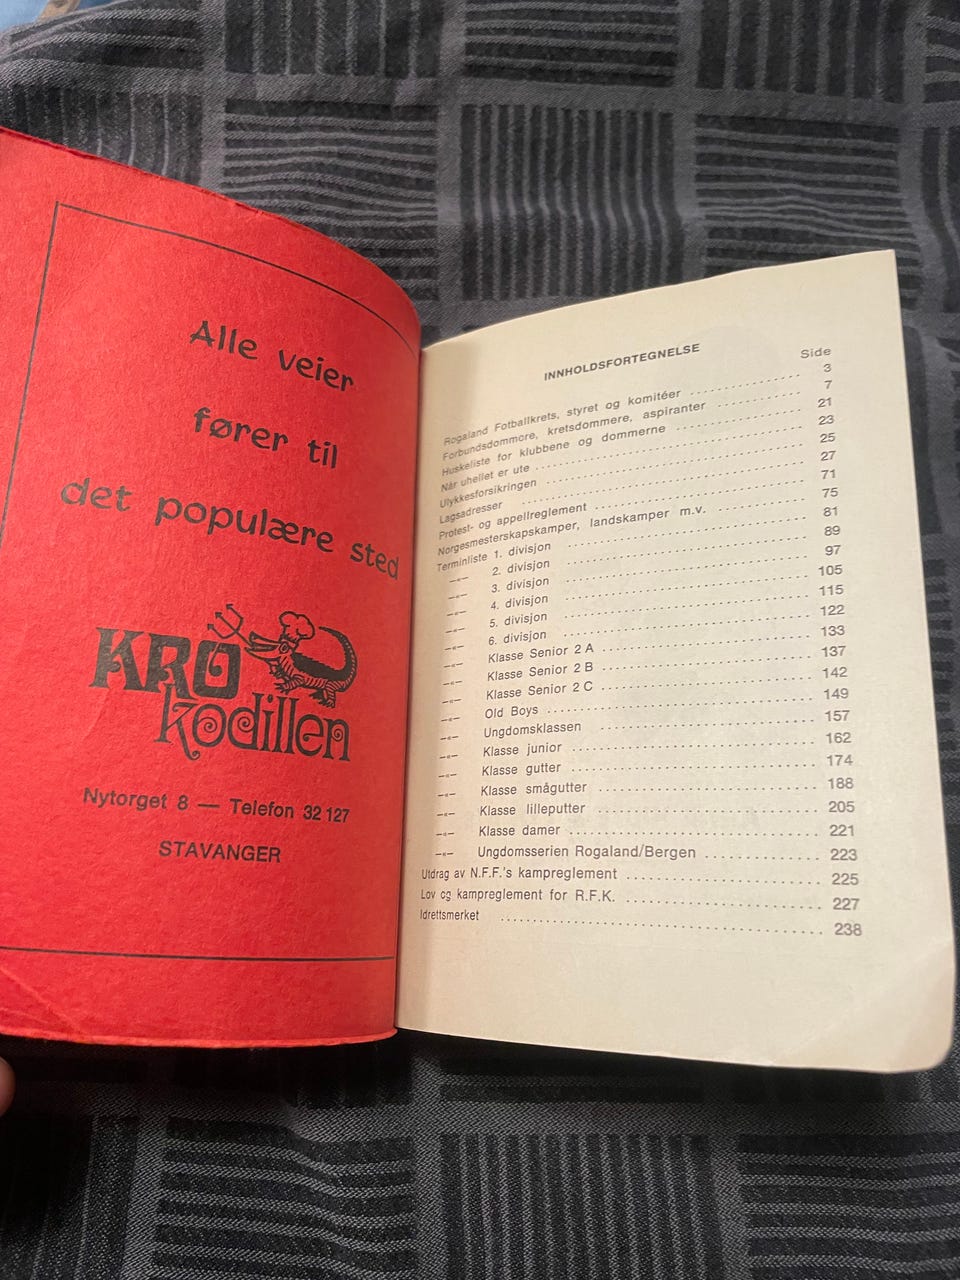 Alle veier
fører til
det populære sted
KRO
kodillen
Nytorget 8 — Telefon 32 127
STAVANGER
INNHOLDSFORTEGNELSE
Side
Rogaland Fotballkrets, styret og komitéer .......... 3
Forbundsdommere, kretsdommere, aspiranter .......... 7
Huskeliste for klubbene og dommerne .......... 21
Når uhellet er ute .......... 23
Ulykkesforsikringen .......... 25
Lagsadresser .......... 27
Protest- og appellreglement .......... 71
Norgesmesterskapskamper, landskamper m.v. .......... 75
Terminliste 1. divisjon .......... 81
—«— 2. divisjon .......... 89
—«— 3. divisjon .......... 97
—«— 4. divisjon .......... 105
—«— 5. divisjon .......... 115
—«— 6. divisjon .......... 122
—«— Klasse Senior 2 A .......... 133
—«— Klasse Senior 2 B .......... 137
—«— Klasse Senior 2 C .......... 142
—«— Old Boys .......... 149
—«— Ungdomsklassen .......... 157
—«— Klasse junior .......... 162
—«— Klasse gutter .......... 174
—«— Klasse smågutter .......... 188
—«— Klasse lilleputter .......... 205
—«— Klasse damer .......... 221
—«— Ungdomsserien Rogaland/Bergen .......... 223
Utdrag av N.F.F.'s kampreglement .......... 225
Lov og kampreglement for R.F.K. .......... 227
Idrettsmerket .......... 238